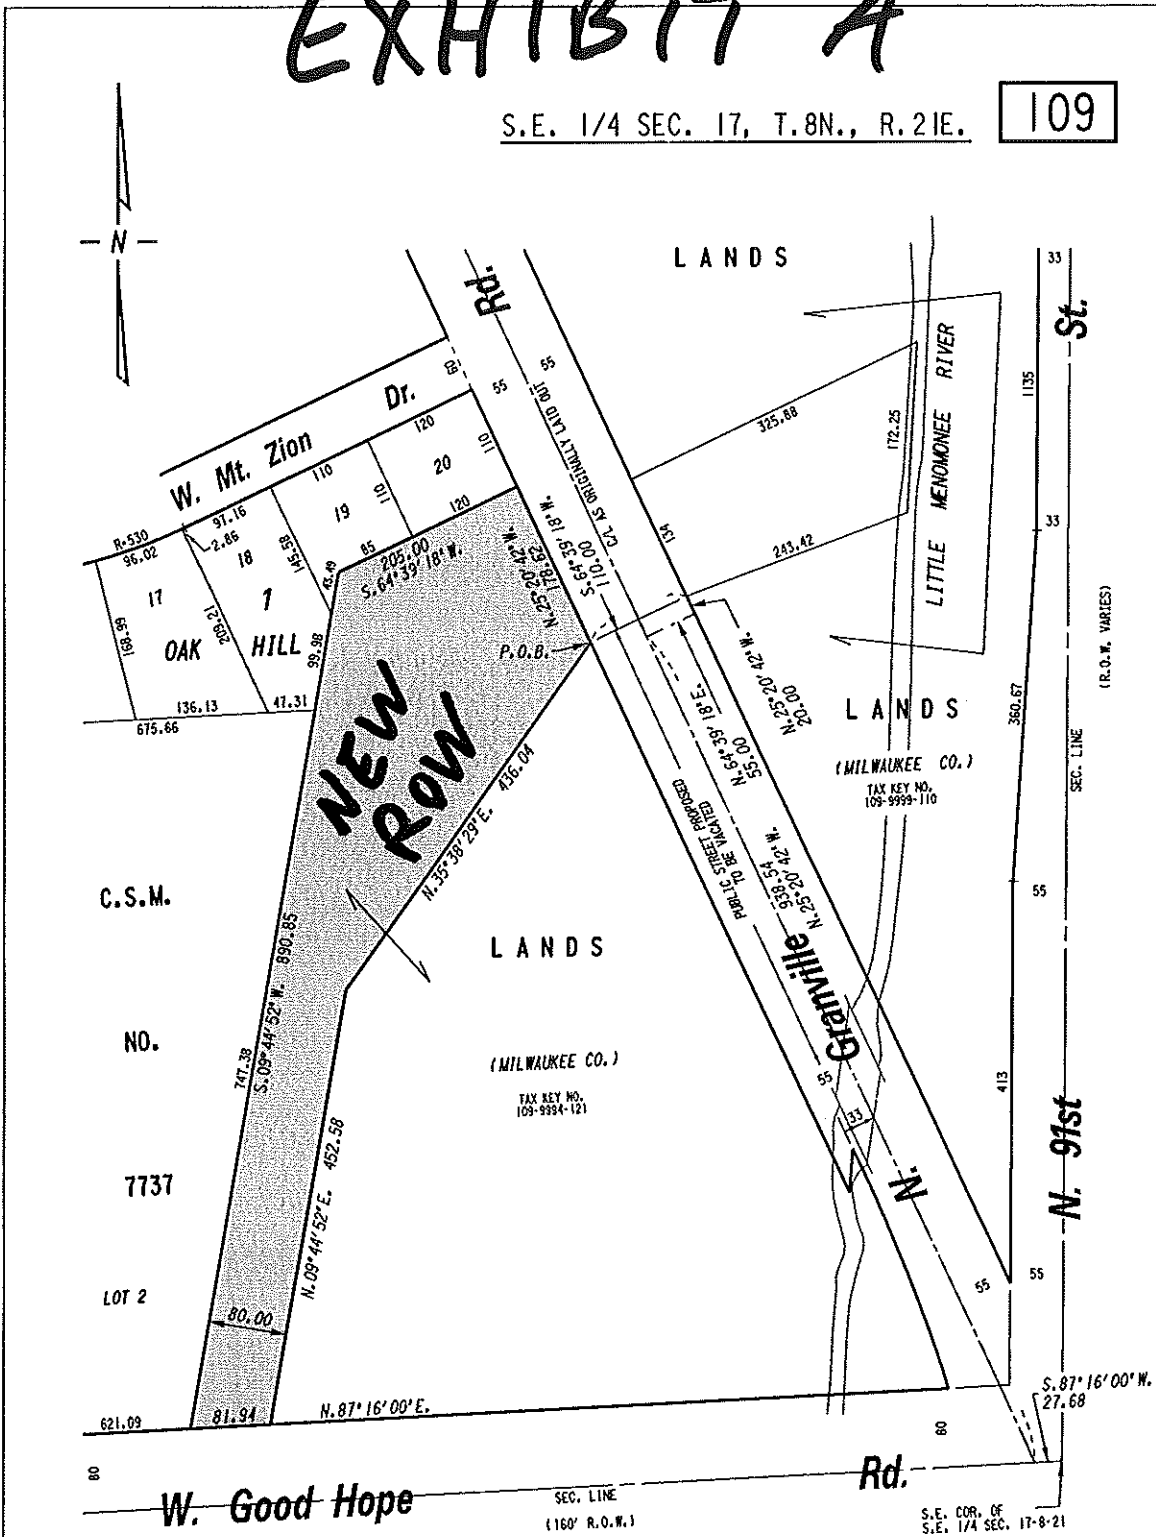 EXHIBIT A
S.E. 1/4 SEC. 17, T.8N., R.21E.
109
N
LANDS
33
Rd.
St.
LITTLE MENOMONEE RIVER
1135
60
55
55
Dr.
C/L AS ORIGINALLY LAID OUT
325.88
172.25
120
W. Mt. Zion
110
20
110
97.16
19
110
120
S.64°39'18"W.
110.00
134
33
R-530
96.02
2.86
18
145.58
85
205.00
S.64°39'18"W.
43.49
N.25°20'42"W.
178.62
243.42
(R.O.W. VARIES)
17
1
168.99
209.21
OAK HILL
99.98
P.O.B.
N.25°20'42"W.
20.00
136.13
47.31
675.66
N.64°39'18"E.
55.00
LANDS
360.67
SEC. LINE
(MILWAUKEE CO.)
TAX KEY NO.
109-9999-110
NEW
ROW
N.35°38'29"E. 436.04
PUBLIC STREET PROPOSED
TO BE VACATED
938.54
N.25°20'42"W.
55
C.S.M.
LANDS
747.38
S.09°44'52"W. 890.85
Granville
NO.
(MILWAUKEE CO.)
TAX KEY NO.
109-9994-121
55
413
33
N.09°44'52"E. 452.58
7737
N.
N. 91st
LOT 2
80.00
55
55
S.87°16'00"W.
27.68
621.09
81.94
N.87°16'00"E.
80
60
W. Good Hope
Rd.
SEC. LINE
(160' R.O.W.)
S.E. COR. OF
S.E. 1/4 SEC. 17-8-21